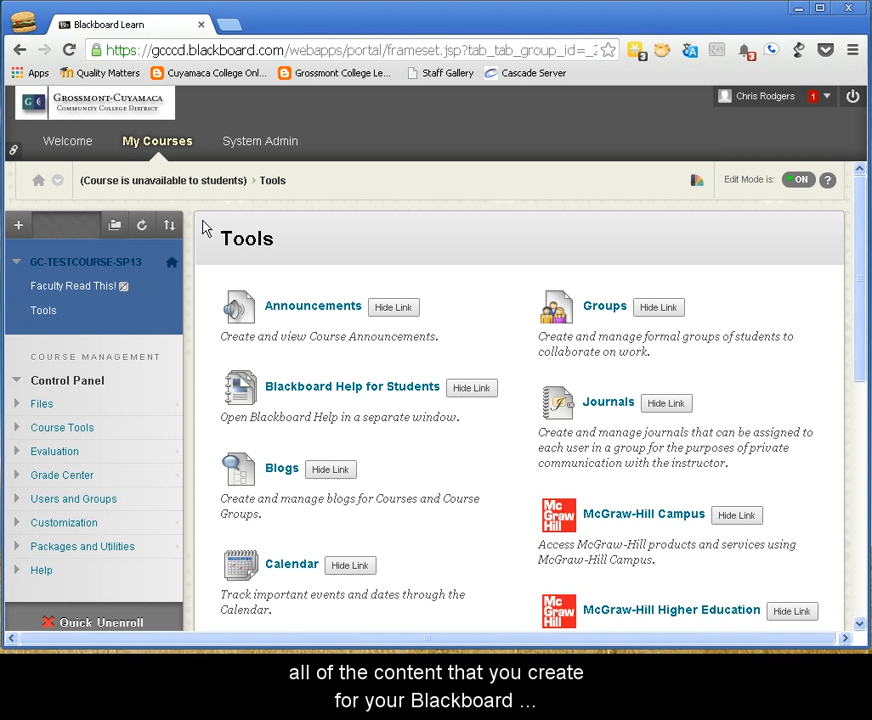 Blackboard Learn
https://gcccd.blackboard.com/webapps/portal/frameset.jsp?tab_tab_group_id=_2
3
3
Apps
Quality Matters
Cuyamaca College Onl...
Grossmont College Le...
Staff Gallery
Cascade Server
GROSSMONT-CUYAMACA
COMMUNITY COLLEGE DISTRICT
Chris Rodgers
1
Welcome
My Courses
System Admin
(Course is unavailable to students) > Tools
Edit Mode is:
ON
?
GC-TESTCOURSE-SP13
Faculty Read This!
Tools
COURSE MANAGEMENT
Control Panel
Files
Course Tools
Evaluation
Grade Center
Users and Groups
Customization
Packages and Utilities
Help
Quick Unenroll
Tools
Announcements
Hide Link
Create and view Course Announcements.
Blackboard Help for Students
Hide Link
Open Blackboard Help in a separate window.
Blogs
Hide Link
Create and manage blogs for Courses and Course
Groups.
Calendar
Hide Link
Track important events and dates through the
Calendar.
Groups
Hide Link
Create and manage formal groups of students to
collaborate on work.
Journals
Hide Link
Create and manage journals that can be assigned to
each user in a group for the purposes of private
communication with the instructor.
Mc
Graw
Hill
McGraw-Hill Campus
Hide Link
Access McGraw-Hill products and services using
McGraw-Hill Campus.
Mc
Graw
Hill
McGraw-Hill Higher Education
Hide Link
all of the content that you create
for your Blackboard ...